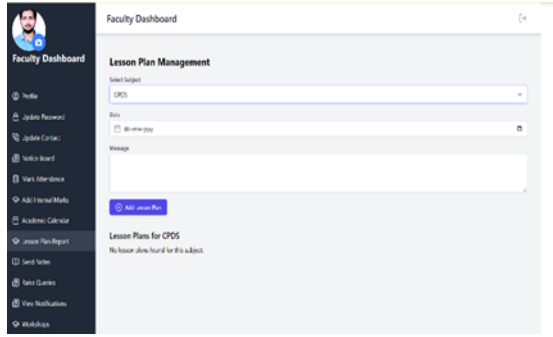 Faculty Dashboard
Faculty Dashboard
Profile
Update Password
Update Contact
Notice Board
Mark Attendance
Add Internal Marks
Academic Calendar
Lesson Plan Report
Send Notes
Raise Queries
View Notifications
Workshops
Lesson Plan Management
Select Subject
CPDS
Date
dd-mm-yyyy
Message
Add Lesson Plan
Lesson Plans for CPDS
No lesson plans found for this subject.